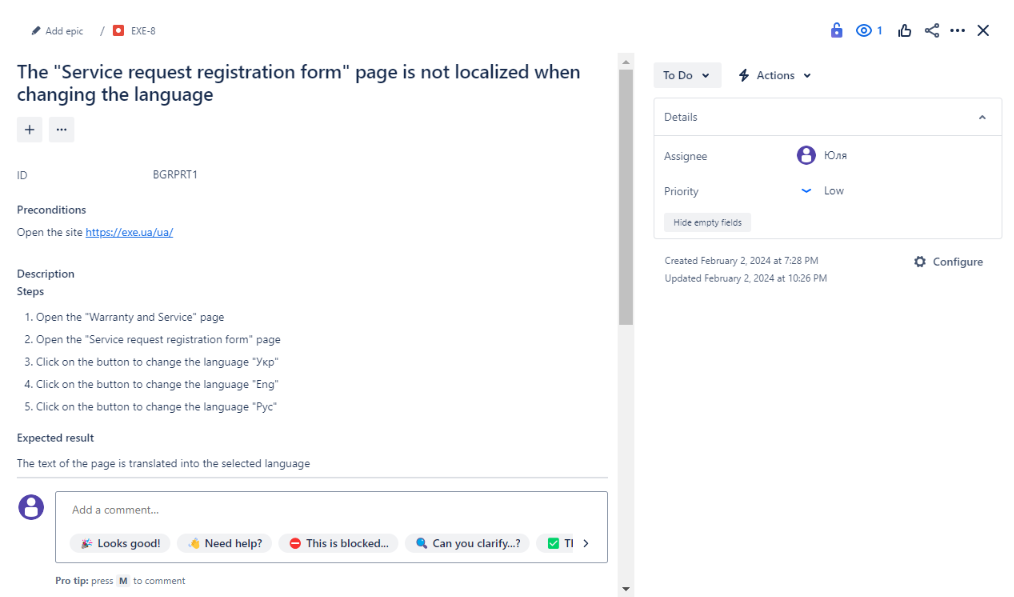 Add epic / EXE-8
1
The "Service request registration form" page is not localized when
changing the language
To Do
Actions
ID BGRPRT1
Preconditions
Open the site https://exe.ua/ua/
Description
Steps
1. Open the "Warranty and Service" page
2. Open the "Service request registration form" page
3. Click on the button to change the language "Укр"
4. Click on the button to change the language "Eng"
5. Click on the button to change the language "Рус"
Expected result
The text of the page is translated into the selected language
Add a comment...
Looks good! Need help? This is blocked... Can you clarify...?
Pro tip: press M to comment
Details
Assignee Юля
Priority Low
Hide empty fields
Created February 2, 2024 at 7:28 PM
Configure
Updated February 2, 2024 at 10:26 PM